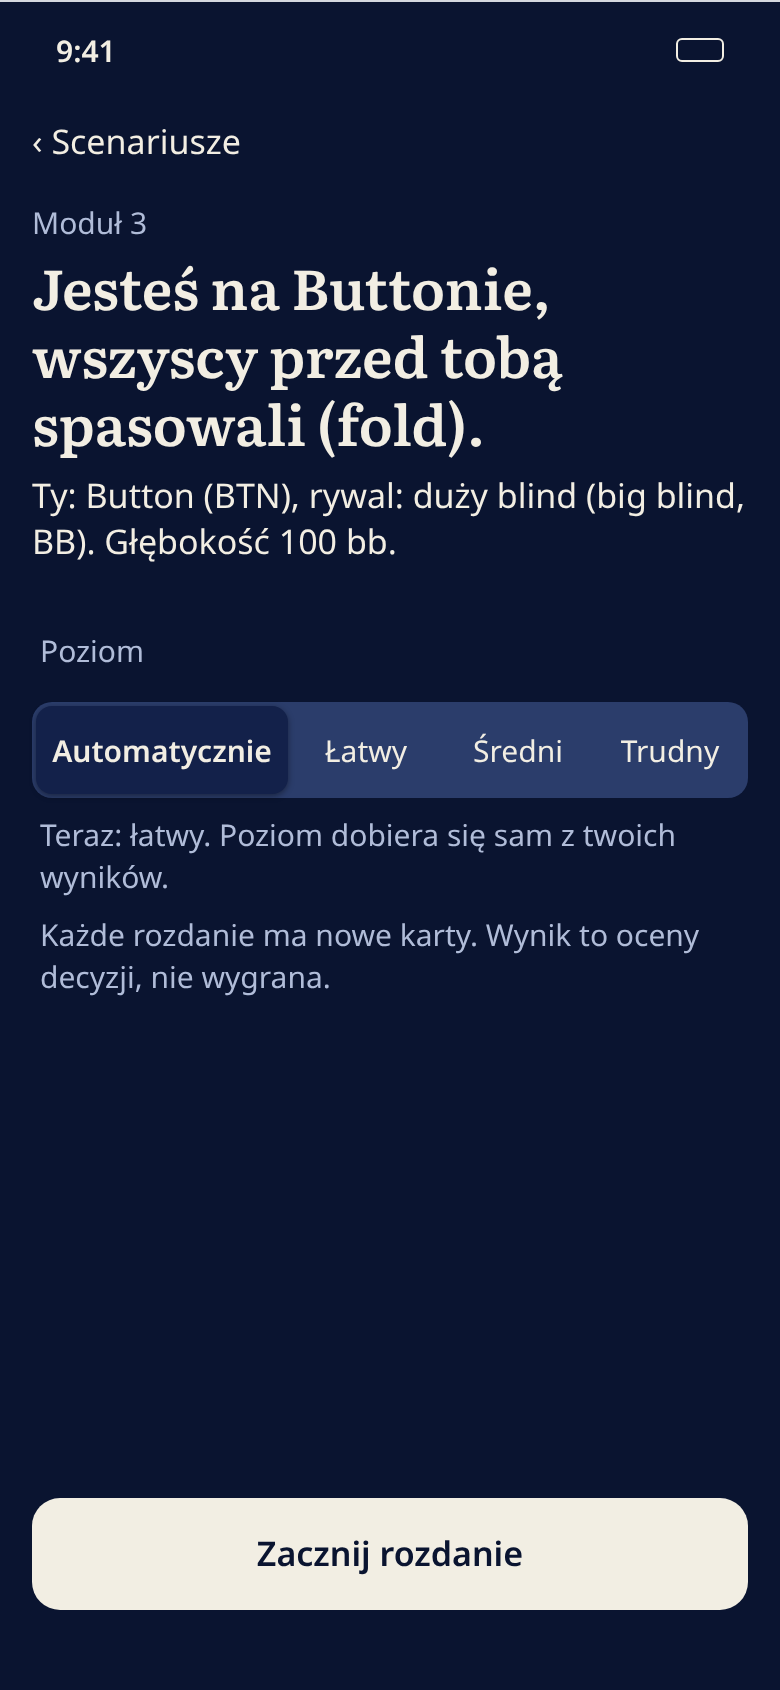 9:41
‹ Scenariusze
Moduł 3
Jesteś na Buttonie,
wszyscy przed tobą
spasowali (fold).
Ty: Button (BTN), rywal: duży blind (big blind,
BB). Głębokość 100 bb.
Poziom
Automatycznie Łatwy Średni Trudny
Teraz: łatwy. Poziom dobiera się sam z twoich
wyników.
Każde rozdanie ma nowe karty. Wynik to oceny
decyzji, nie wygrana.
Zacznij rozdanie